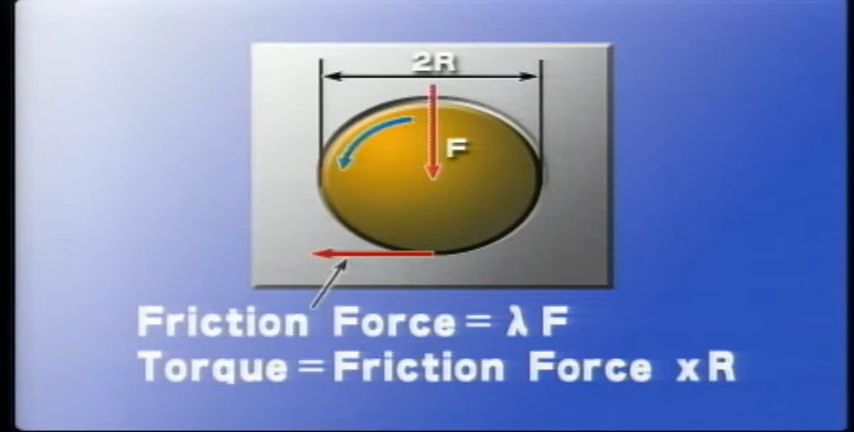 2R
F
Friction Force = λ F
Torque = Friction Force x R